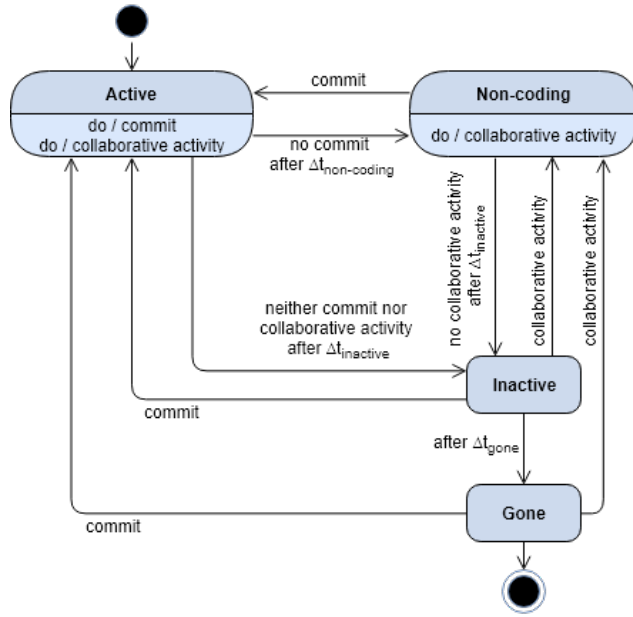 Active
do / commit
do / collaborative activity
commit
Non-coding
do / collaborative activity
no commit
after Δtnon-coding
no collaborative activity
after Δtinactive
collaborative activity
collaborative activity
neither commit nor
collaborative activity
after Δtinactive
Inactive
commit
after Δtgone
Gone
commit